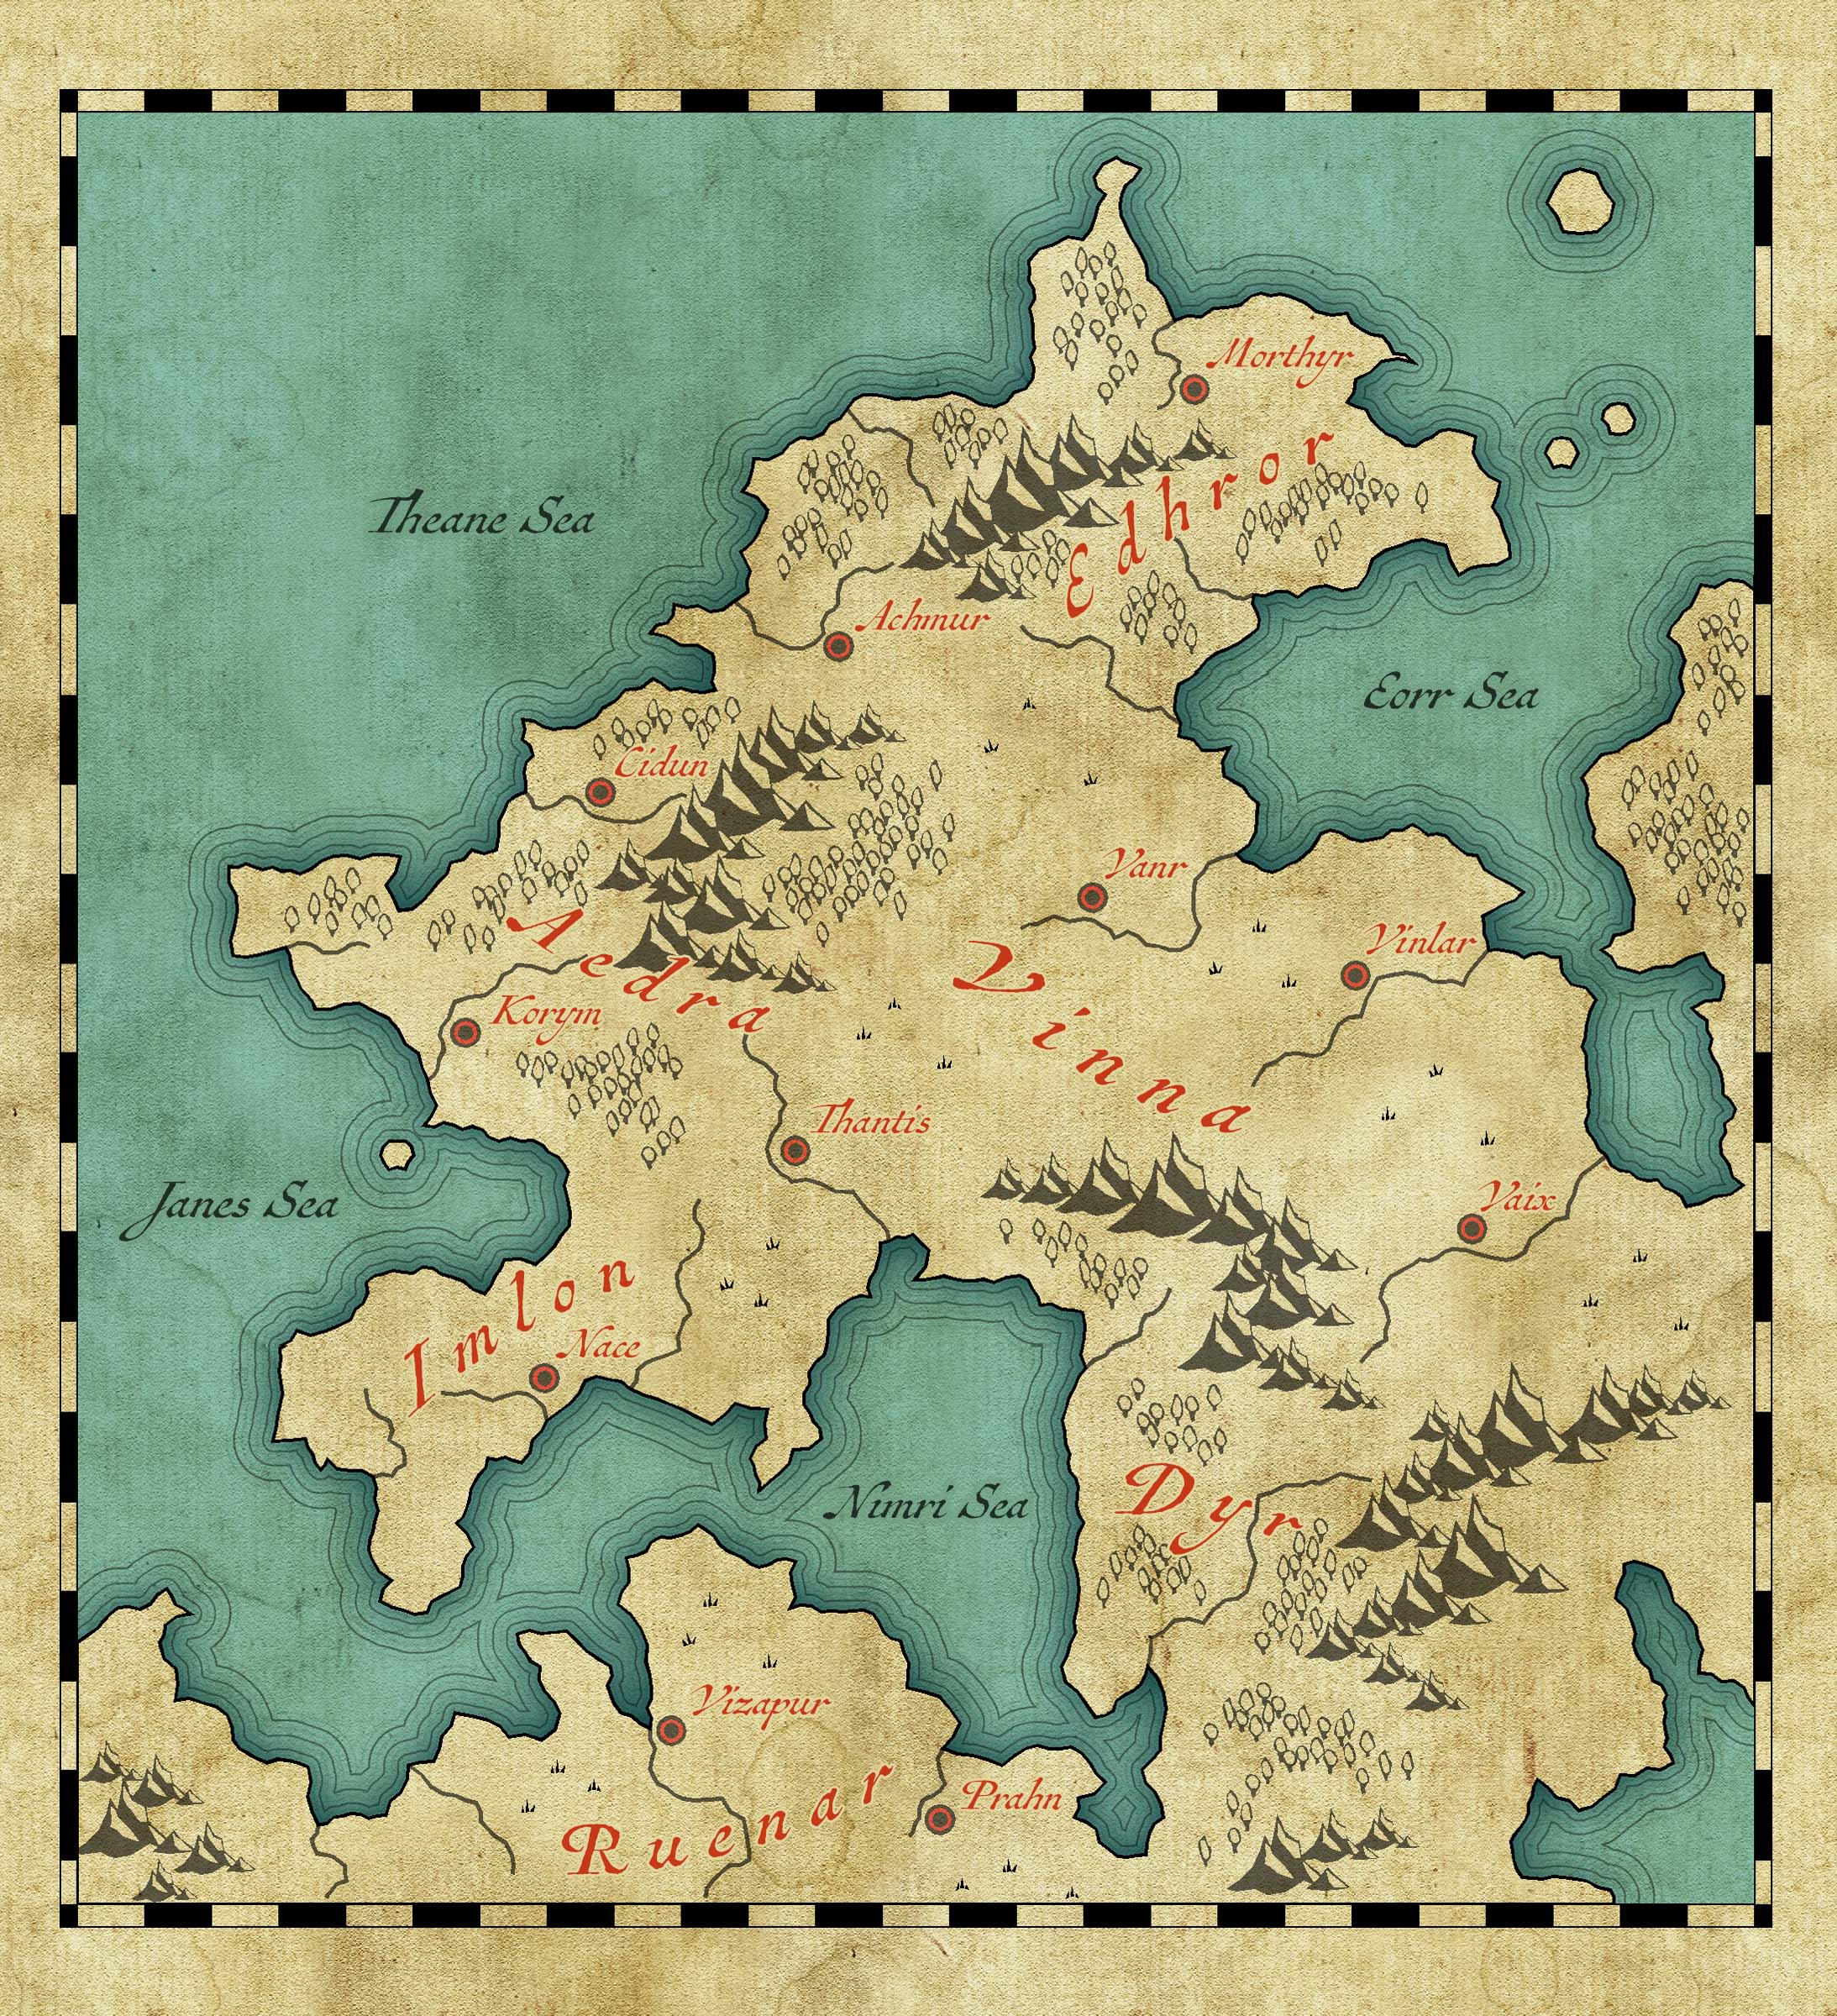 Morthyr
Edhror
Theane Sea
Achmur
Eorr Sea
Cidun
Vanr
Aedra
Vinlar
Linna
Korym
Thantis
Janes Sea
Vaix
Imlon
Nace
Nimri Sea
Dyr
Vizapur
Prahn
Ruenar